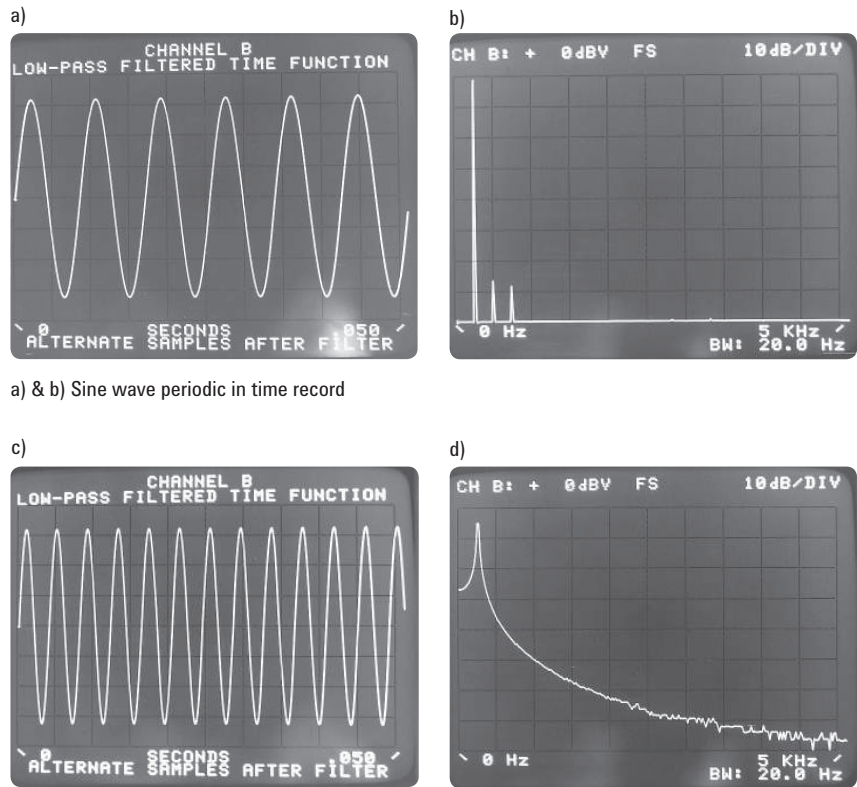 a)
CHANNEL B
LOW-PASS FILTERED TIME FUNCTION
0 SECONDS .050
ALTERNATE SAMPLES AFTER FILTER
b)
CH B: + 0dBV FS 10dB/DIV
0 Hz 5 KHz
BW: 20.0 Hz
a) & b) Sine wave periodic in time record
c)
CHANNEL B
LOW-PASS FILTERED TIME FUNCTION
0 SECONDS .050
ALTERNATE SAMPLES AFTER FILTER
d)
CH B: + 0dBV FS 10dB/DIV
0 Hz 5 KHz
BW: 20.0 Hz